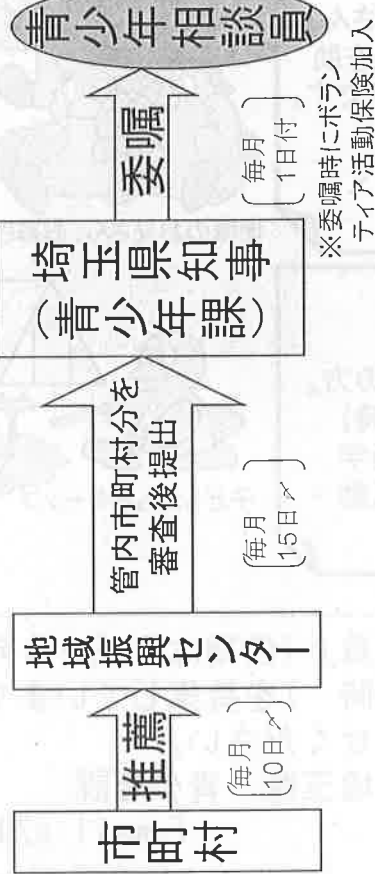 市町村
推薦
（毎月
10日〆）
地域振興センター
管内市町村分を
審査後提出
（毎月
15日〆）
埼玉県知事
（青少年課）
委嘱
（毎月
1日付）
青少年相談員
※委嘱時にボラン
ティア活動保険加入